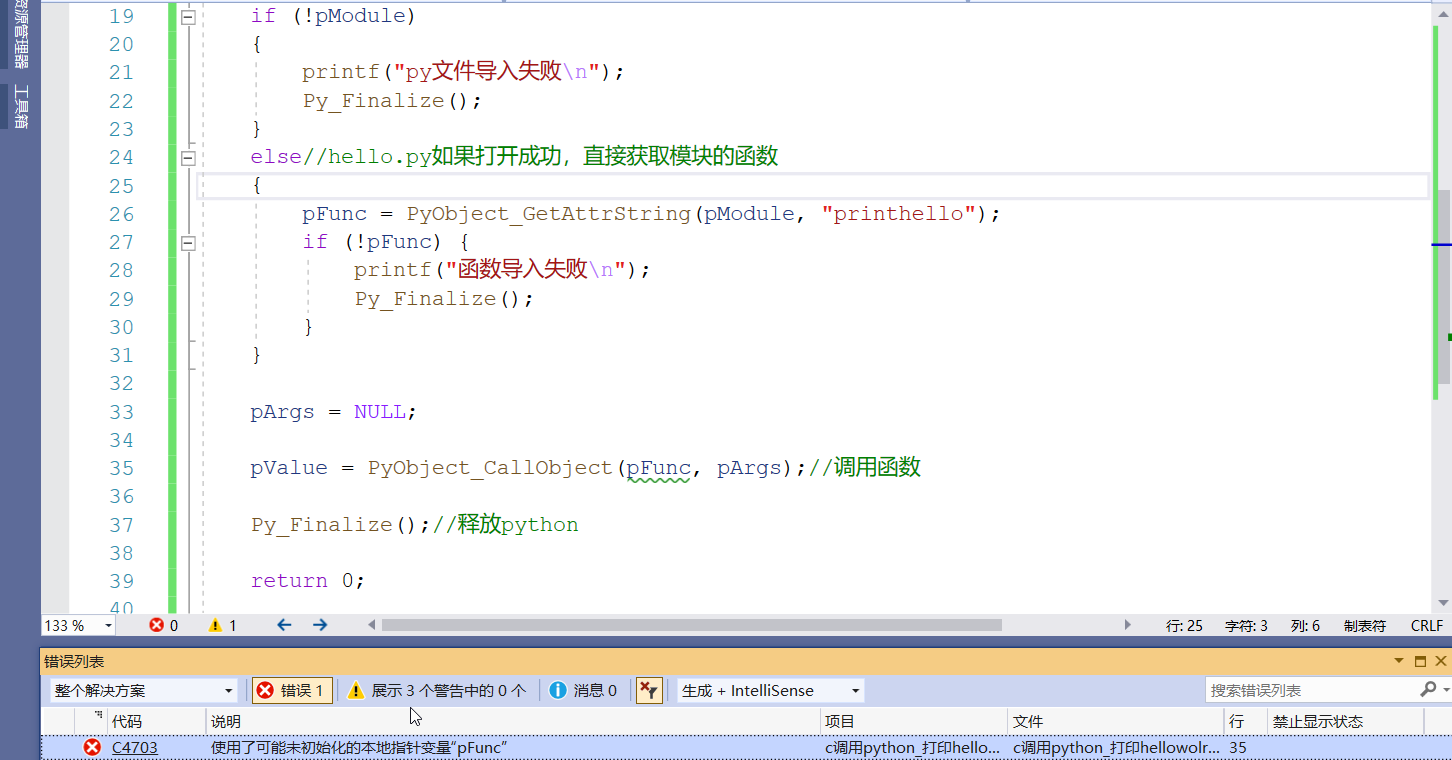 资源管理器
工具箱
19 if (!pModule)
20 {
21 printf("py文件导入失败\n");
22 Py_Finalize();
23 }
24 else//hello.py如果打开成功，直接获取模块的函数
25 {
26 pFunc = PyObject_GetAttrString(pModule, "printhello");
27 if (!pFunc) {
28 printf("函数导入失败\n");
29 Py_Finalize();
30 }
31 }
32
33 pArgs = NULL;
34
35 pValue = PyObject_CallObject(pFunc, pArgs);//调用函数
36
37 Py_Finalize();//释放python
38
39 return 0;
40
133 % 0 1 行: 25 字符: 3 列: 6 制表符 CRLF
错误列表
整个解决方案 错误 1 展示 3 个警告中的 0 个 消息 0 生成 + IntelliSense 搜索错误列表
代码 说明 项目 文件 行 禁止显示状态
C4703 使用了可能未初始化的本地指针变量“pFunc” c调用python_打印hello... c调用python_打印hellowolr... 35